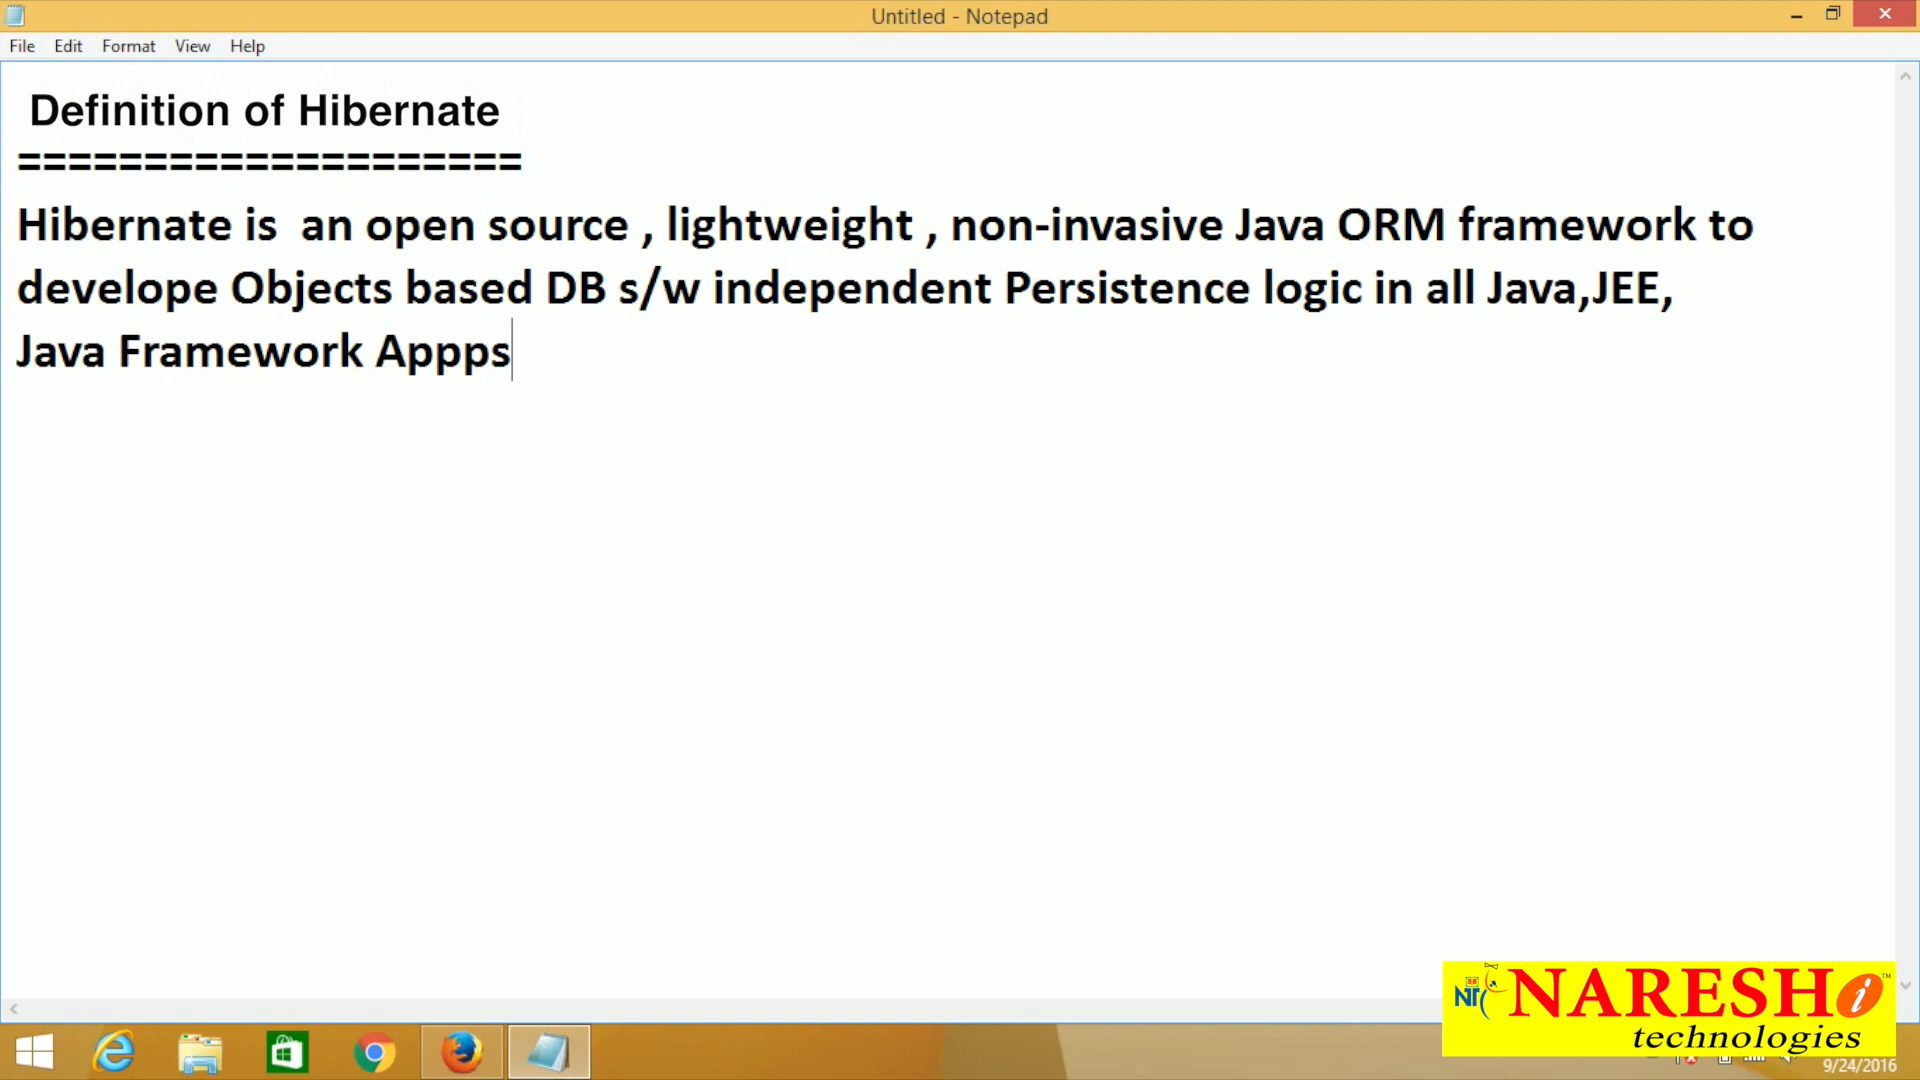 Untitled - Notepad
File Edit Format View Help
Definition of Hibernate
====================
Hibernate is  an open source , lightweight , non-invasive Java ORM framework to
develope Objects based DB s/w independent Persistence logic in all Java,JEE,
Java Framework Appps
NT
NARESH i ™
technologies
9/24/2016